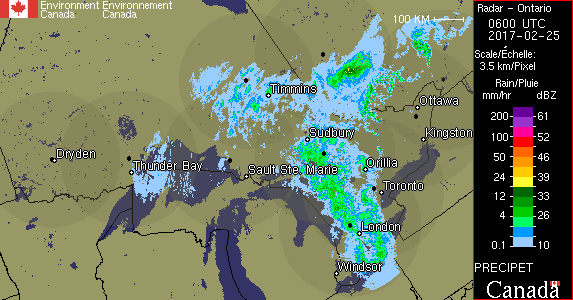 Environment Environnement
Canada Canada
100 KM
Timmins
Ottawa
Sudbury
Kingston
Dryden
Thunder Bay
Sault Ste. Marie
Orillia
Toronto
London
Windsor
Radar - Ontario
0600 UTC
2017-02-25
Scale/Échelle:
3.5 km/Pixel
Rain/Pluie
mm/hr dBZ
200 61
100 52
50 46
24 39
12 33
4 26
0.1 10
PRECIPET
Canada